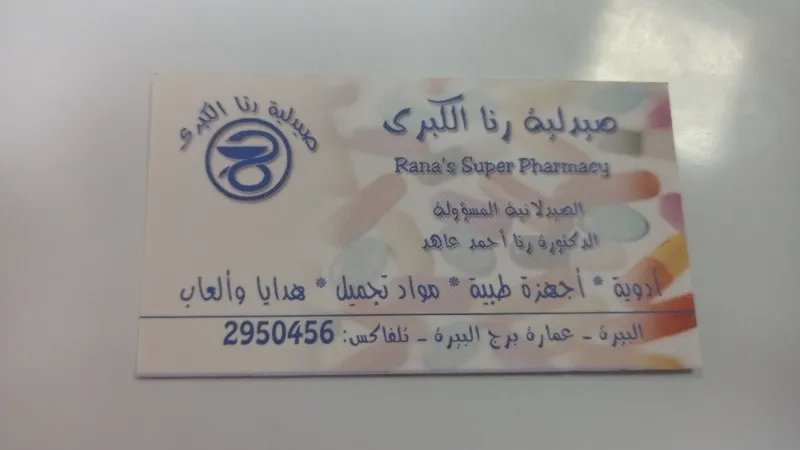 صيدلية رنا الكبرى
صيدلية رنا الكبرى
Rana's Super Pharmacy
الصيدلانية المسؤولة
الدكتورة رنا أحمد عاهد
أدوية * أجهزة طبية * مواد تجميل * هدايا وألعاب
البيرة - عمارة برج البيرة - تلفاكس: 2950456